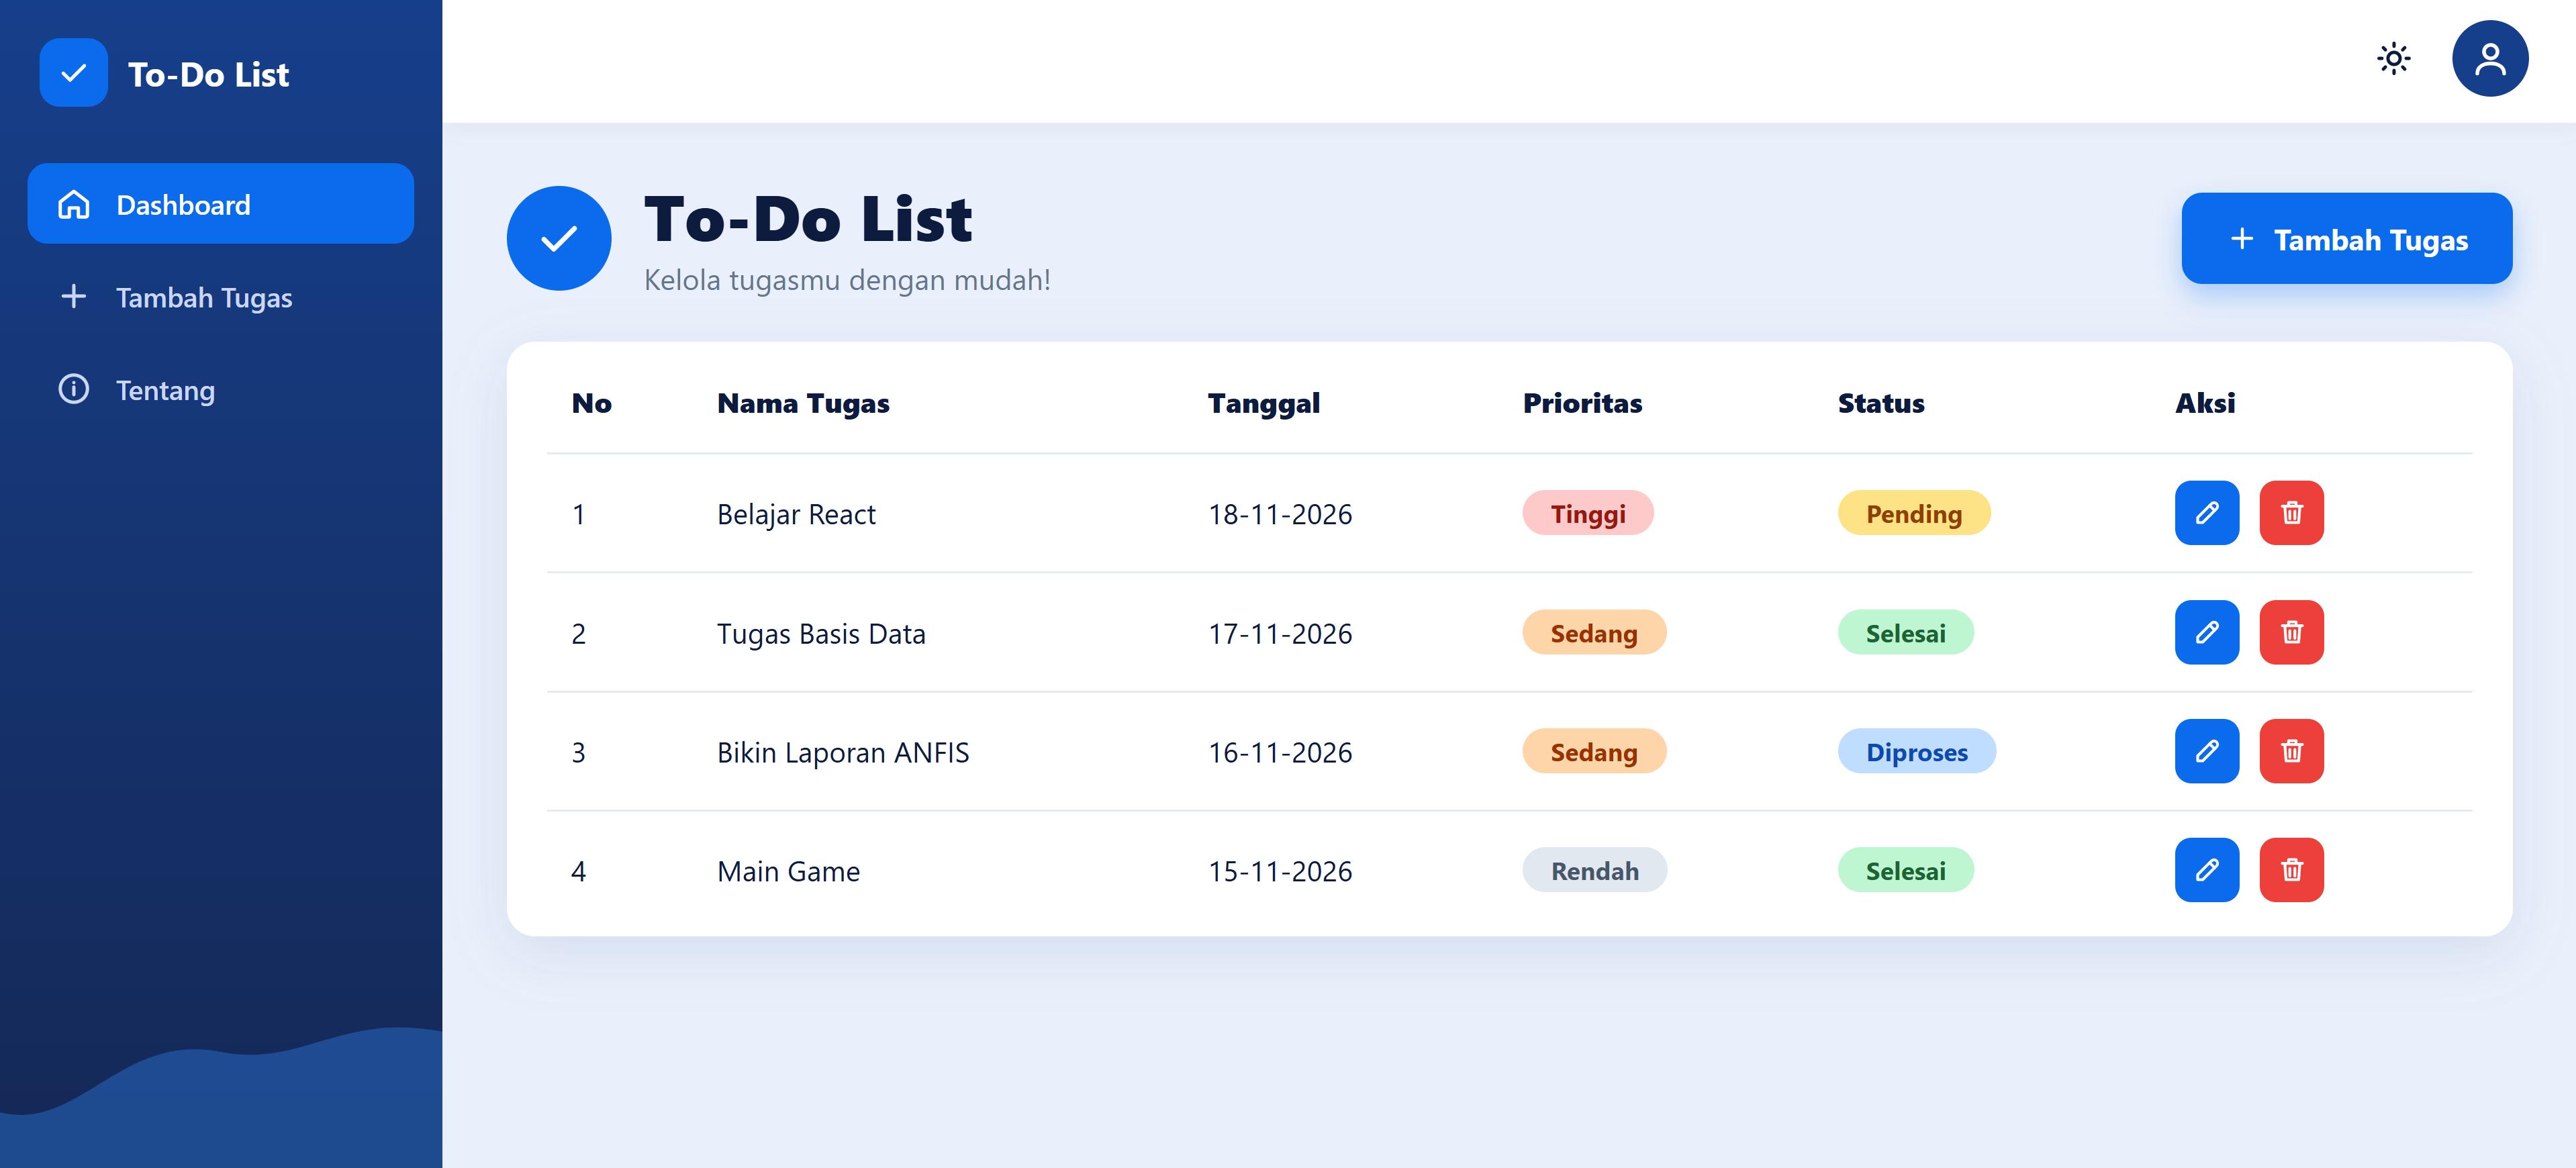 To-Do List
Dashboard
Tambah Tugas
Tentang
To-Do List
Kelola tugasmu dengan mudah!
Tambah Tugas
No Nama Tugas Tanggal Prioritas Status Aksi
1 Belajar React 18-11-2026 Tinggi Pending
2 Tugas Basis Data 17-11-2026 Sedang Selesai
3 Bikin Laporan ANFIS 16-11-2026 Sedang Diproses
4 Main Game 15-11-2026 Rendah Selesai